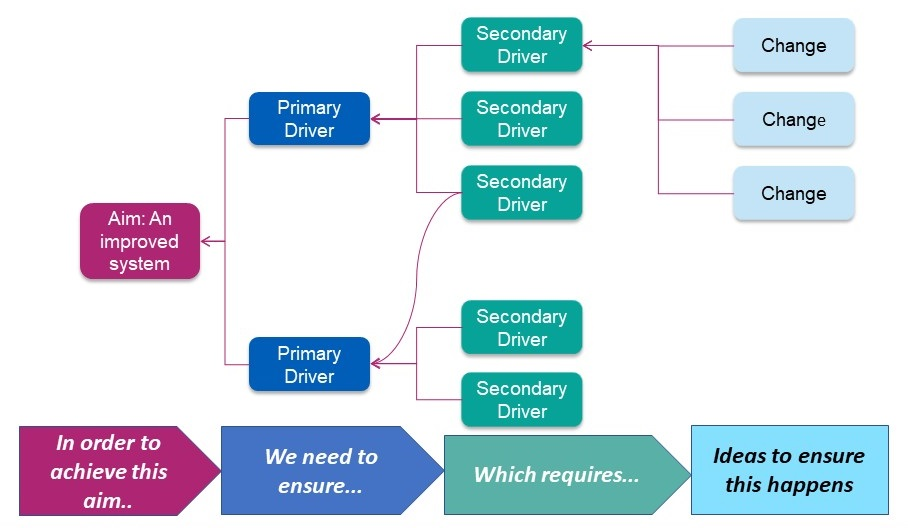 Secondary
Driver
Change
Primary
Driver
Secondary
Driver
Change
Secondary
Driver
Change
Aim: An
improved
system
Secondary
Driver
Primary
Driver
Secondary
Driver
In order to
achieve this
aim..
We need to
ensure...
Which requires...
Ideas to ensure
this happens